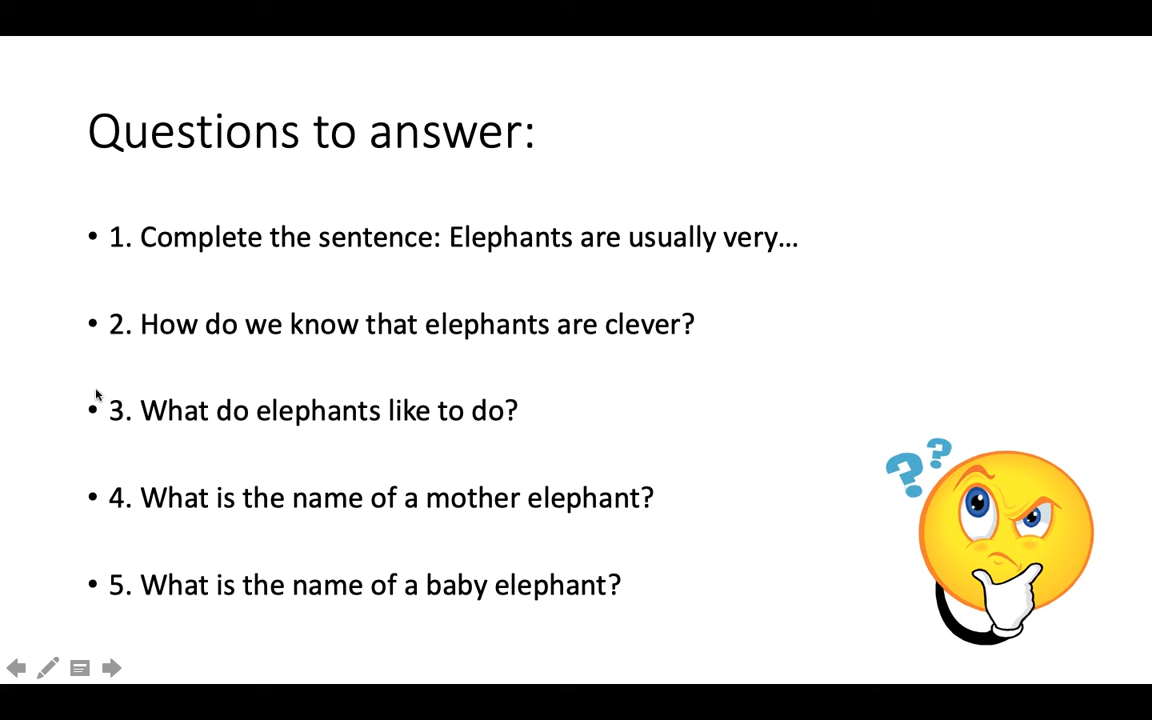 Questions to answer:
• 1. Complete the sentence: Elephants are usually very...
• 2. How do we know that elephants are clever?
• 3. What do elephants like to do?
• 4. What is the name of a mother elephant?
• 5. What is the name of a baby elephant?
? ?